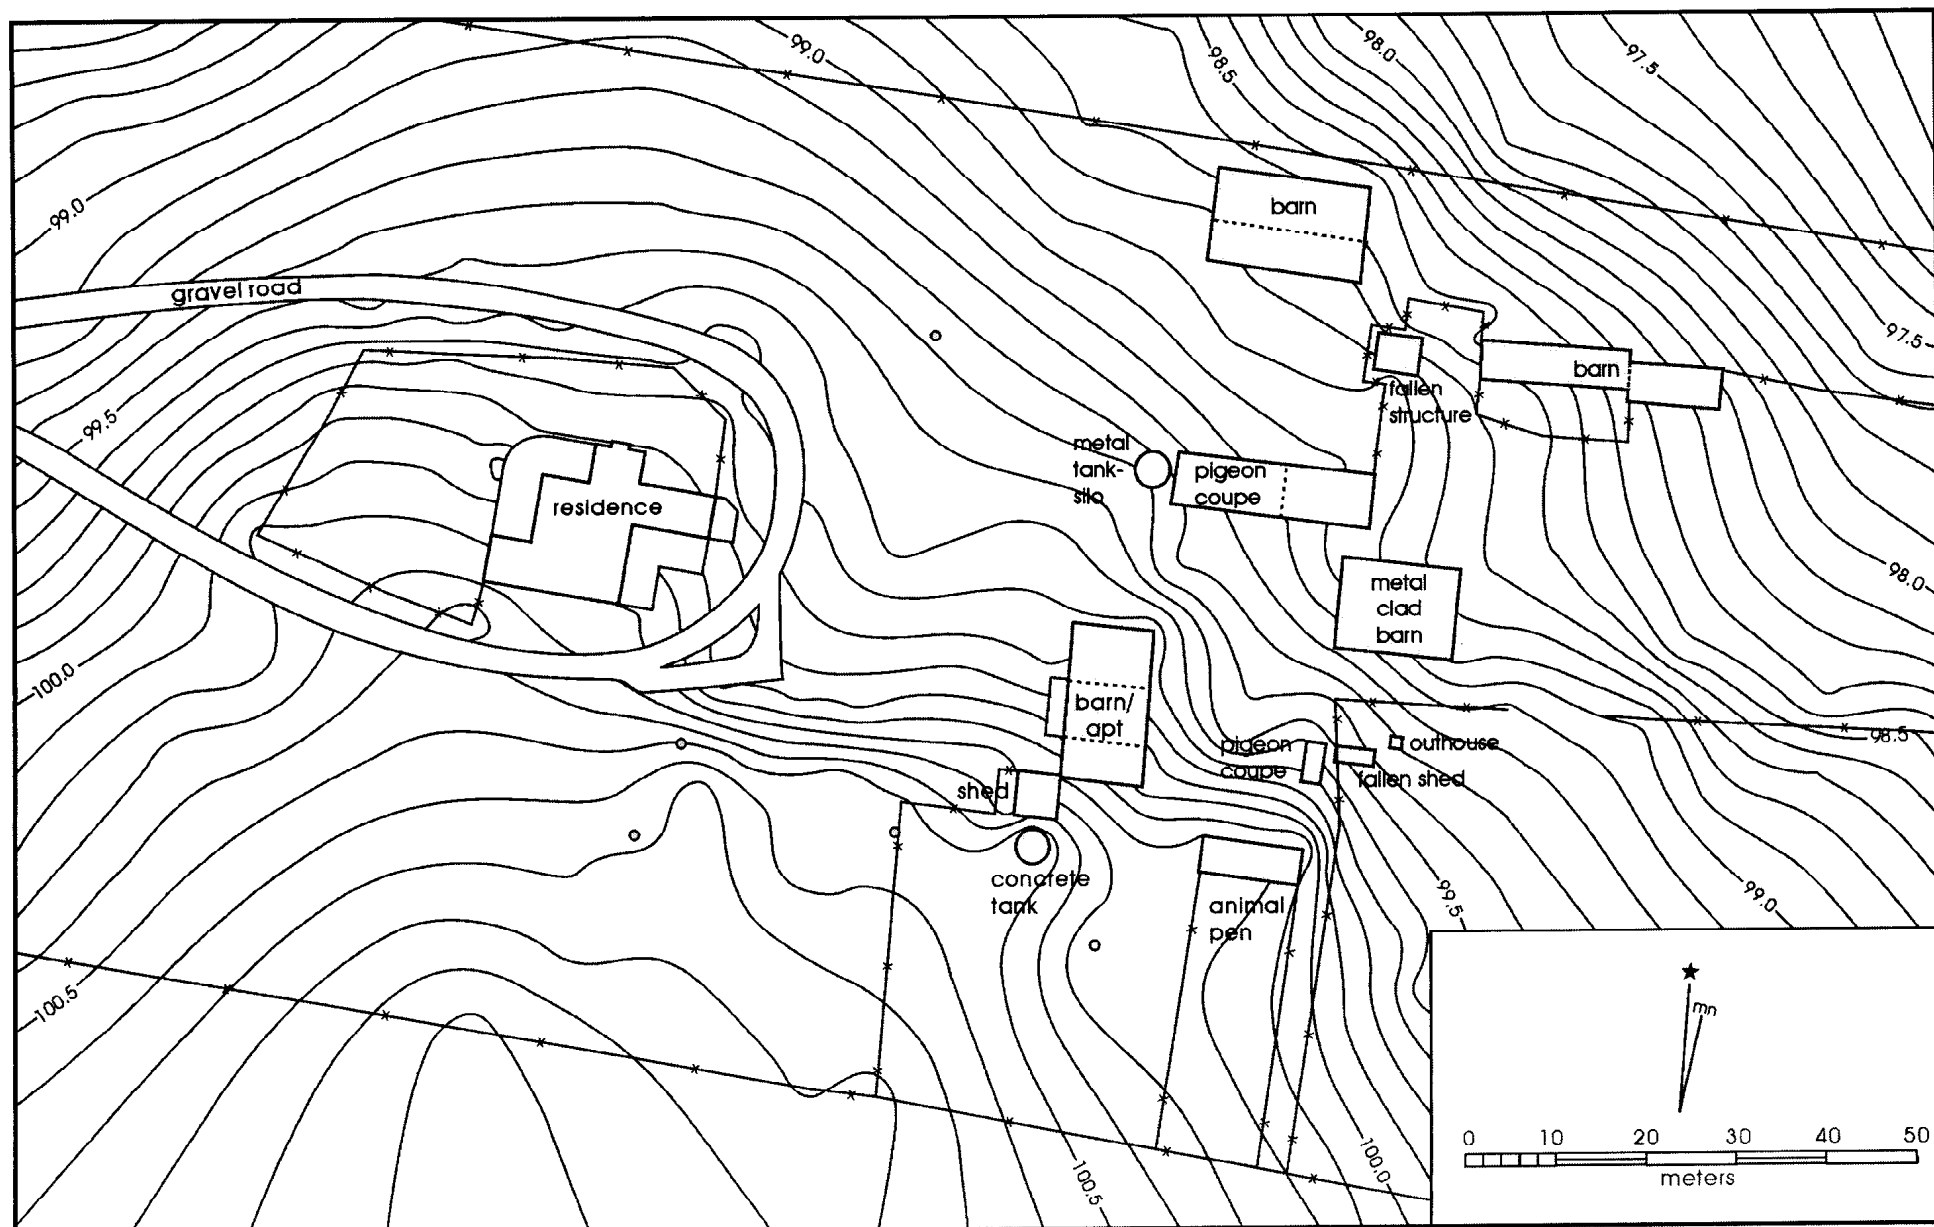 99.0
98.5
98.0
97.5
99.0
barn
gravel road
97.5
barn
fallen
structure
99.5
metal
tank-
silo
pigeon
coupe
residence
metal
clad
barn
98.0
100.0
barn/
apt
pigeon
coupe
outhouse
fallen shed
98.5
shed
concrete
tank
animal
pen
99.5
99.0
100.5
mn
100.0
100.5
0 10 20 30 40 50
meters